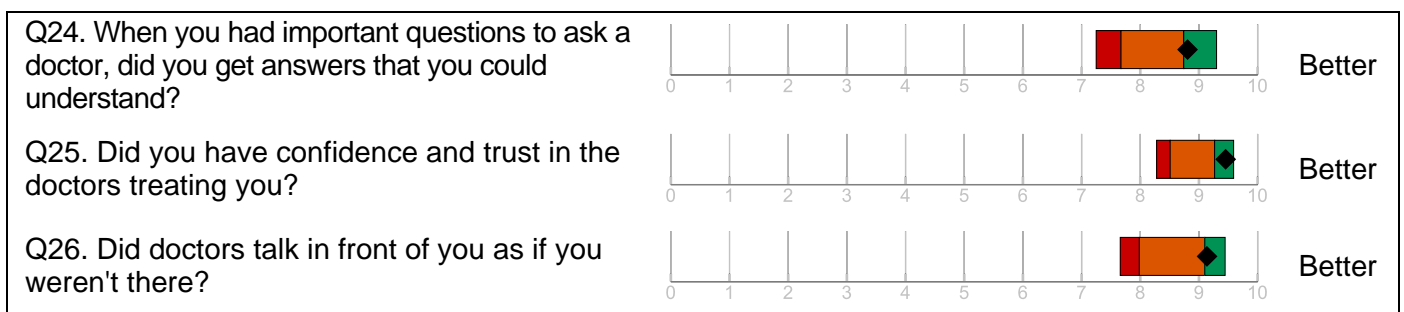 Q24. When you had important questions to ask a
doctor, did you get answers that you could
understand?
Better
0 1 2 3 4 5 6 7 8 9 10
Q25. Did you have confidence and trust in the
doctors treating you?
Better
0 1 2 3 4 5 6 7 8 9 10
Q26. Did doctors talk in front of you as if you
weren't there?
Better
0 1 2 3 4 5 6 7 8 9 10